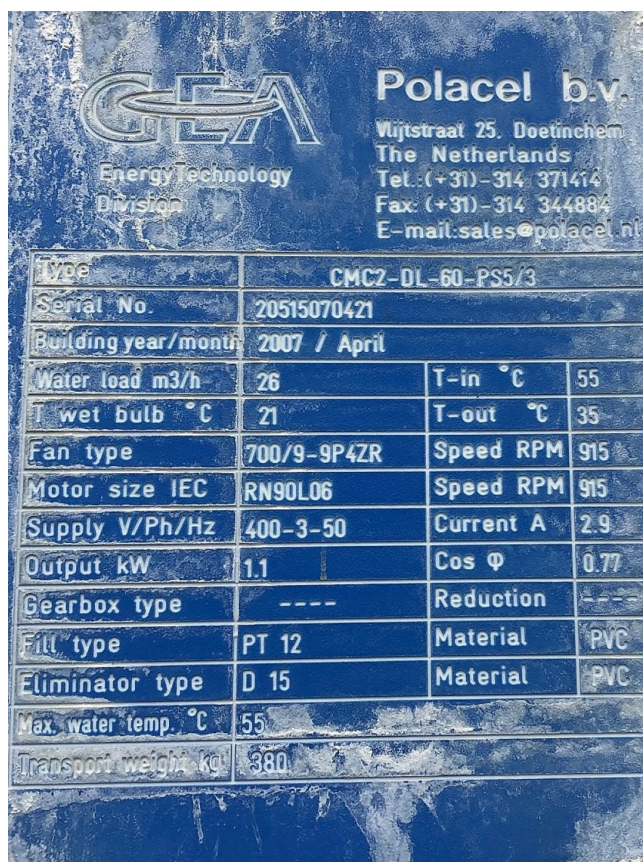 GEA
Energy Technology
Division
Polacel b.v.
Wijtstraat 25. Doetinchem
The Netherlands
Tel.:(+31)-314 371414
Fax: (+31)-314 344884
E-mail:sales@polacel.nl
Type CMC2-DL-60-PS5/3
Serial No. 20515070421
Building year/month 2007 / April
Water load m3/h 26 T-in °C 55
T wet bulb °C 21 T-out °C 35
Fan type 700/9-9P4ZR Speed RPM 915
Motor size IEC RN90L06 Speed RPM 915
Supply V/Ph/Hz 400-3-50 Current A 2.9
Output kW 1.1 Cos φ 0.77
Gearbox type ---- Reduction ----
Fill type PT 12 Material PVC
Eliminator type D 15 Material PVC
Max. water temp. °C 55
Transport weight kg 380